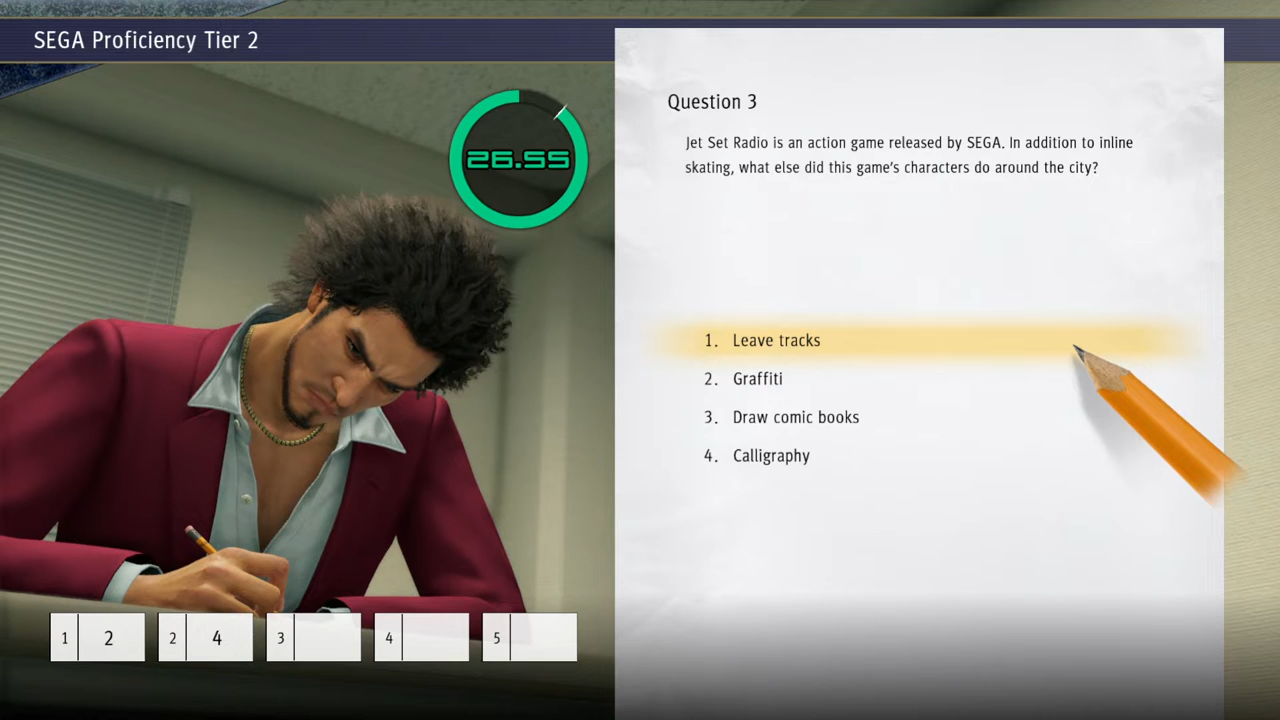 SEGA Proficiency Tier 2
26.55
Question 3
Jet Set Radio is an action game released by SEGA. In addition to inline
skating, what else did this game's characters do around the city?
1. Leave tracks
2. Graffiti
3. Draw comic books
4. Calligraphy
1 2 2 4 3 4 5